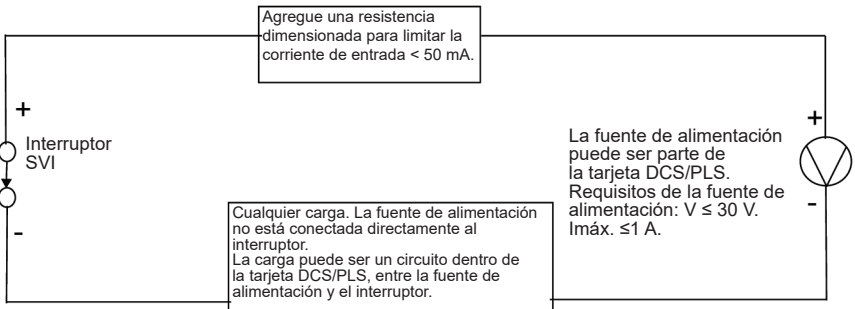 Agregue una resistencia
dimensionada para limitar la
corriente de entrada < 50 mA.
+
Interruptor
SVI
-
+
La fuente de alimentación
puede ser parte de
la tarjeta DCS/PLS.
Requisitos de la fuente de
alimentación: V ≤ 30 V.
Imáx. ≤1 A.
-
Cualquier carga. La fuente de alimentación
no está conectada directamente al
interruptor.
La carga puede ser un circuito dentro de
la tarjeta DCS/PLS, entre la fuente de
alimentación y el interruptor.